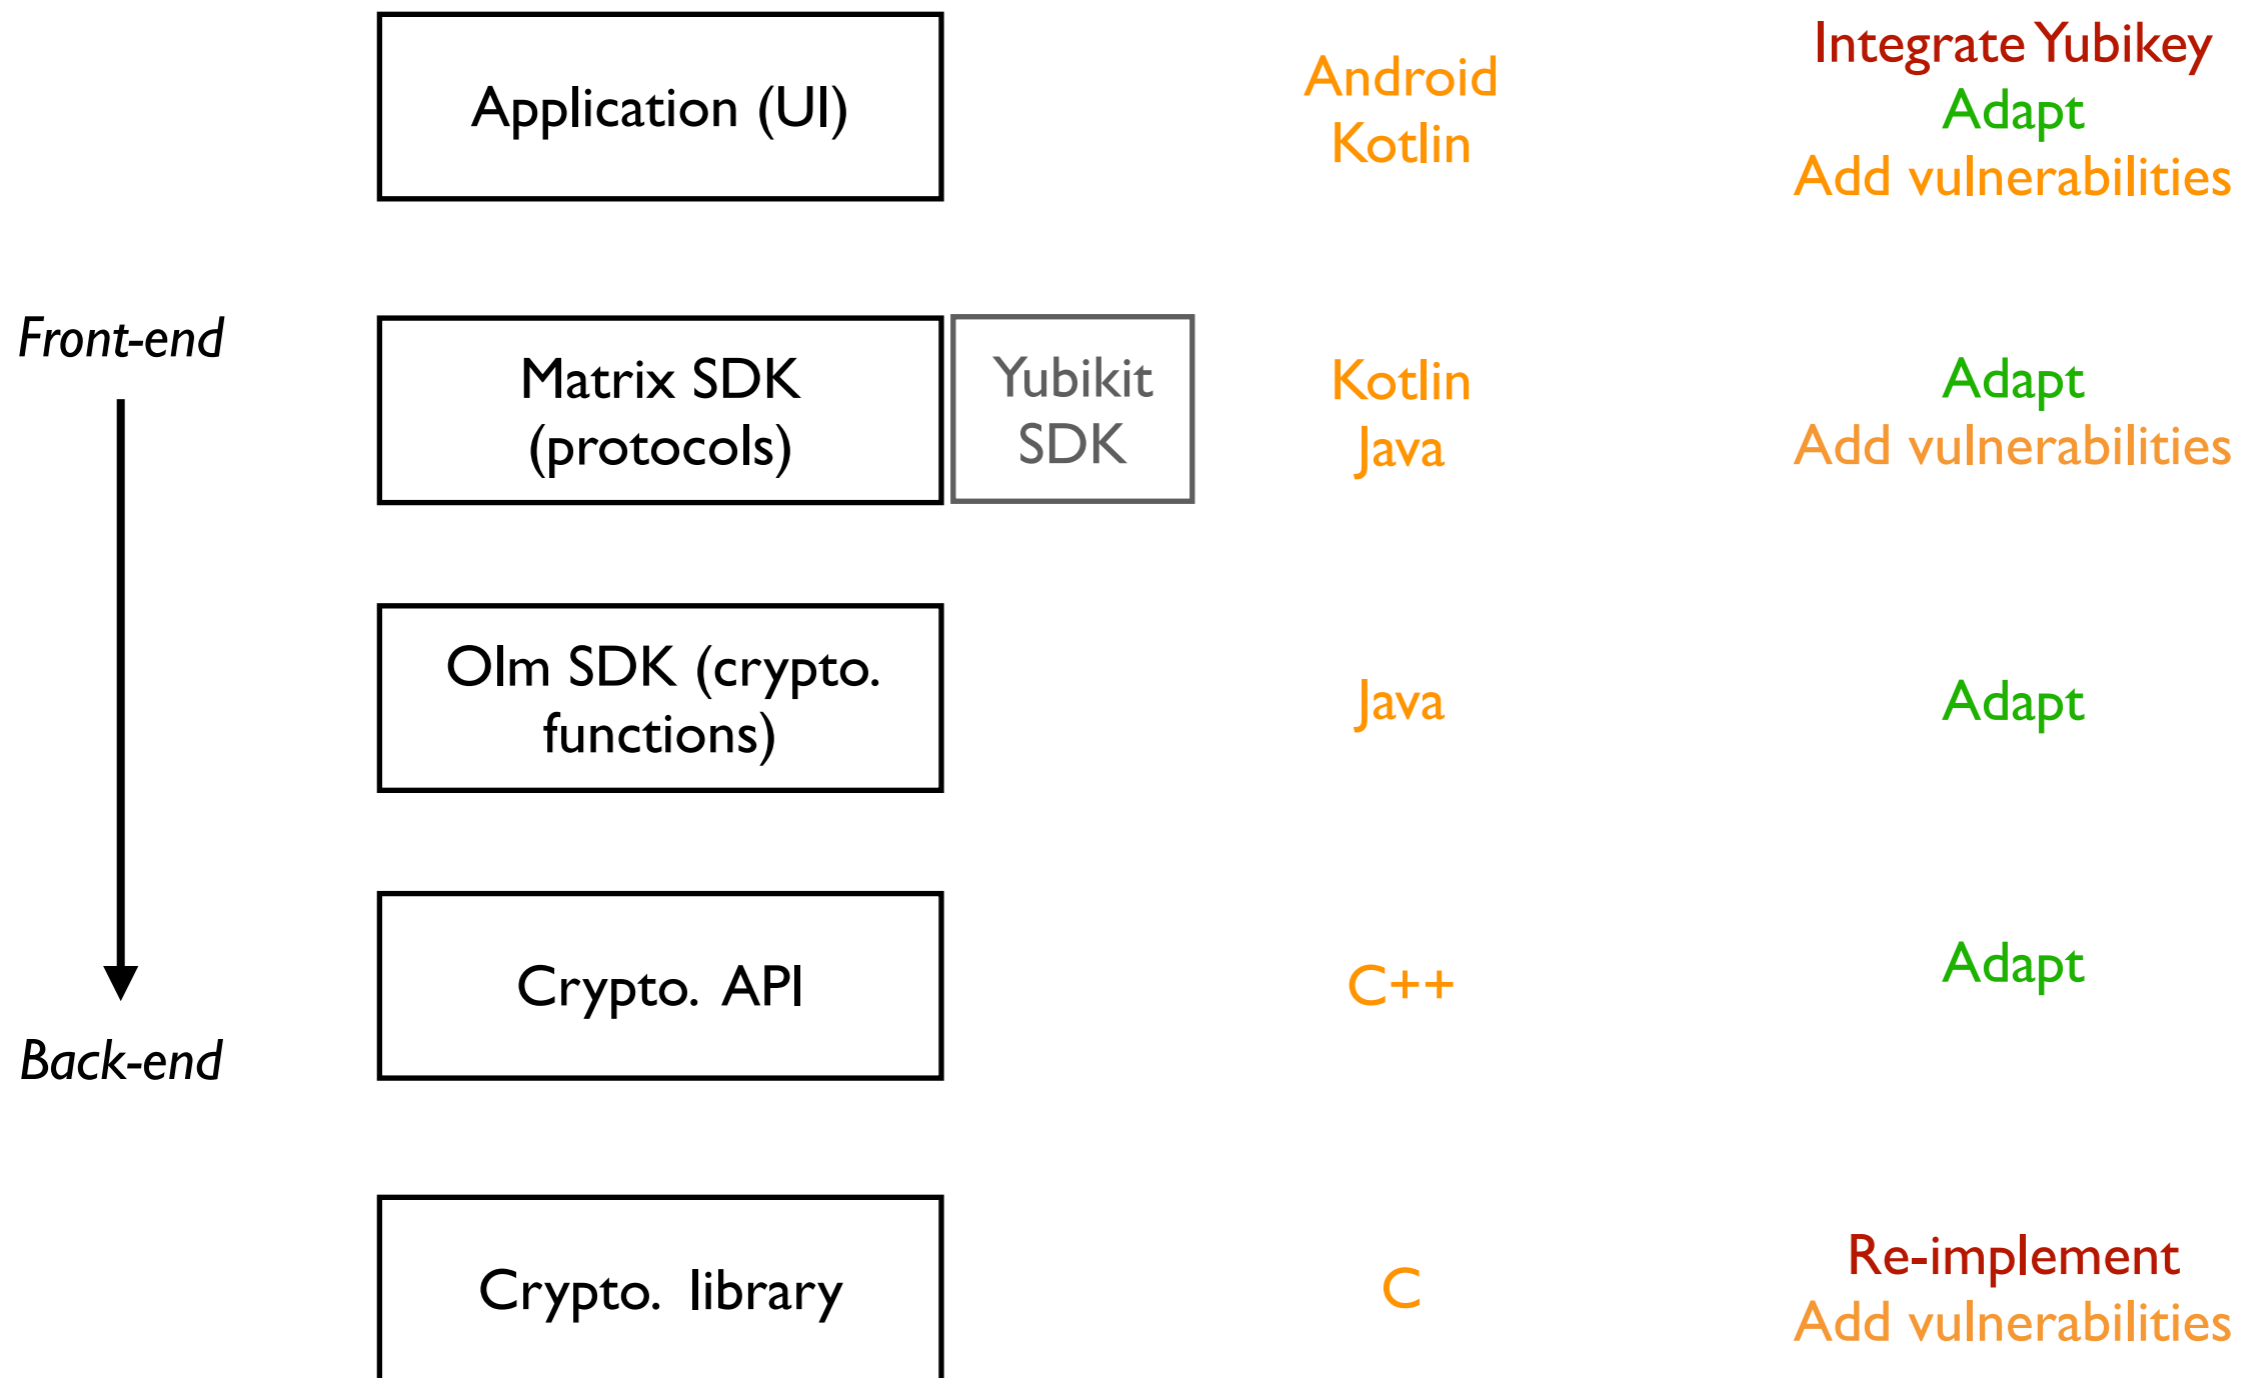 Application (UI)
Android
Kotlin
Integrate Yubikey
Adapt
Add vulnerabilities
Front-end
Matrix SDK
(protocols)
Yubikit
SDK
Kotlin
Java
Adapt
Add vulnerabilities
Olm SDK (crypto.
functions)
Java
Adapt
Crypto. API
C++
Adapt
Back-end
Crypto. library
C
Re-implement
Add vulnerabilities